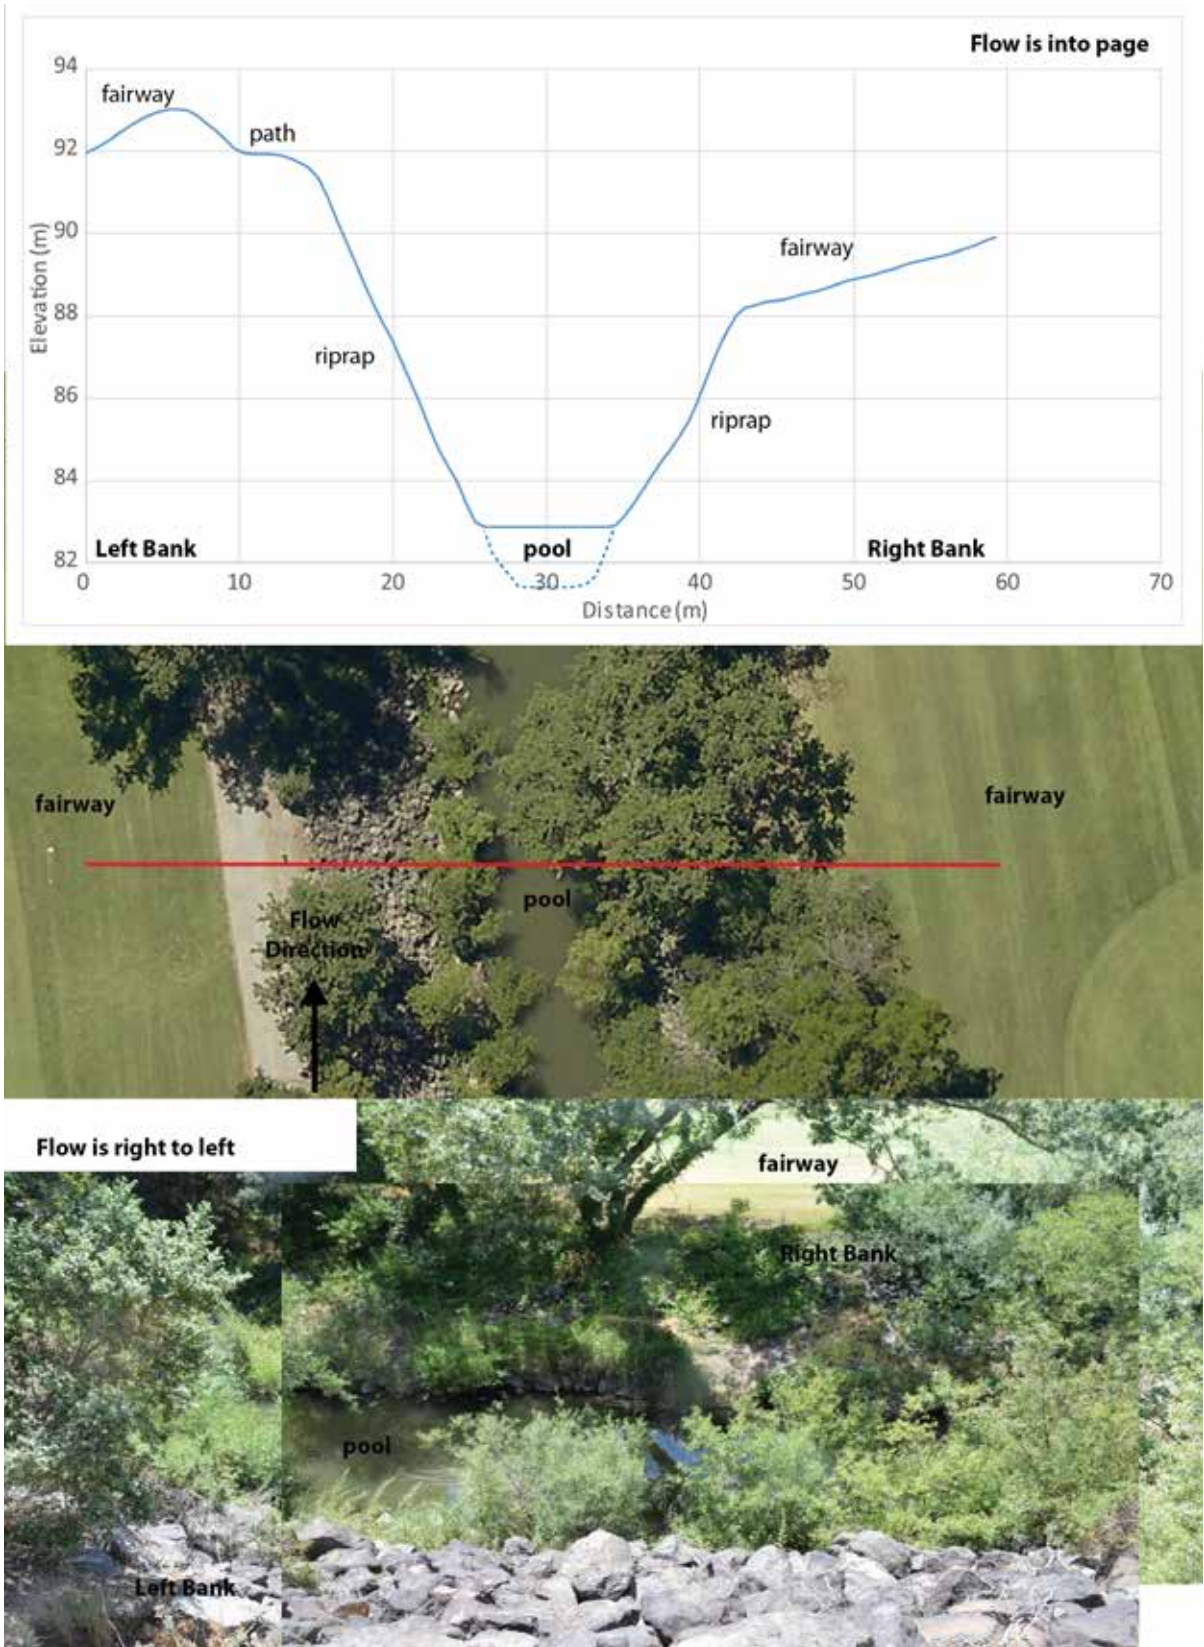 Flow is into page
94
fairway
path
92
90
fairway
Elevation (m)
88
riprap
86
riprap
84
Left Bank
pool
Right Bank
82
0 10 20 30 40 50 60 70
Distance (m)
fairway
fairway
pool
Flow
Direction
Flow is right to left
fairway
Right Bank
pool
Left Bank